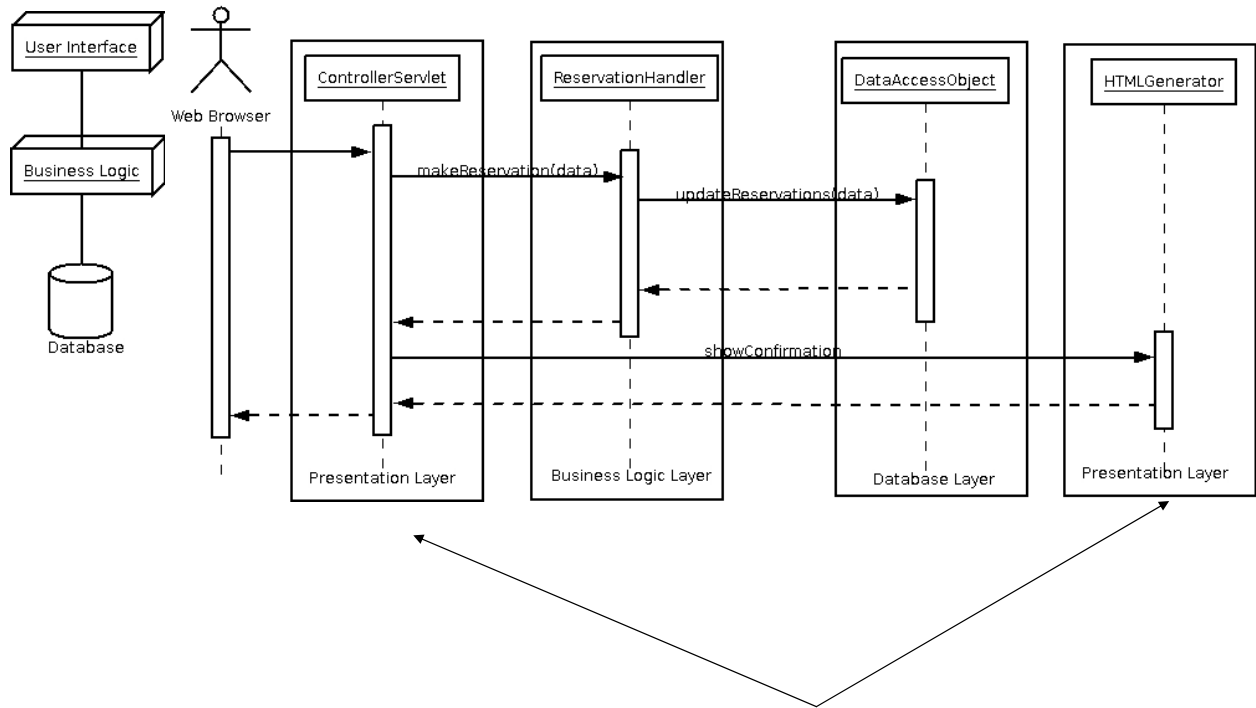 User Interface
Business Logic
Database
Web Browser
ControllerServlet
ReservationHandler
DataAccessObject
HTMLGenerator
makeReservation(data)
updateReservations(data)
showConfirmation
Presentation Layer
Business Logic Layer
Database Layer
Presentation Layer